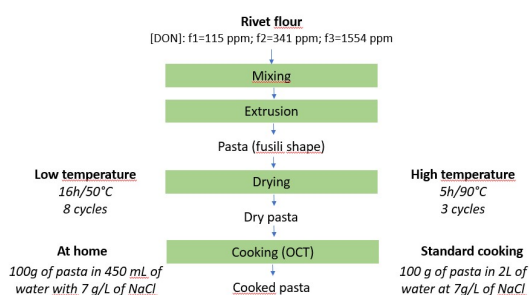 Rivet flour
[DON]: f1=115 ppm; f2=341 ppm; f3=1554 ppm
Mixing
Extrusion
Pasta (fusili shape)
Low temperature
16h/50°C
8 cycles
Drying
High temperature
5h/90°C
3 cycles
Dry pasta
At home
100g of pasta in 450 mL of
water with 7 g/L of NaCl
Cooking (OCT)
Standard cooking
100 g of pasta in 2L of
water at 7g/L of NaCl
Cooked pasta